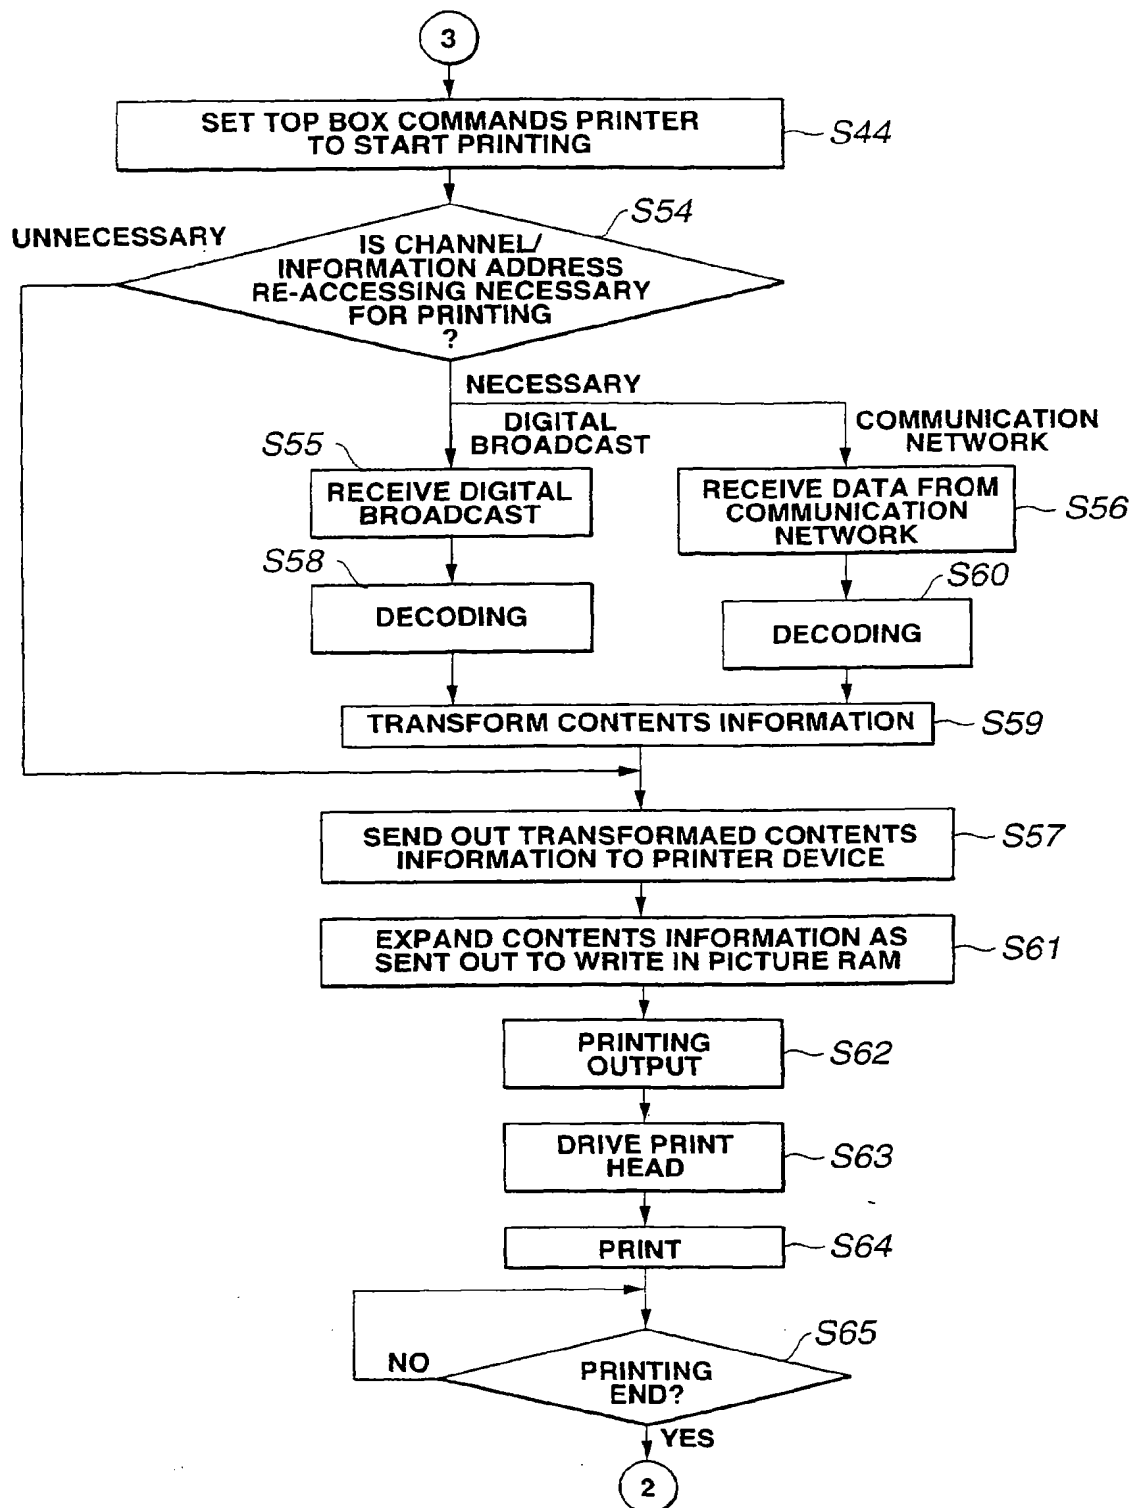 3
SET TOP BOX COMMANDS PRINTER
TO START PRINTING
S44
S54
UNNECESSARY
IS CHANNEL/
INFORMATION ADDRESS
RE-ACCESSING NECESSARY
FOR PRINTING
?
NECESSARY
DIGITAL
BROADCAST
COMMUNICATION
NETWORK
S55
RECEIVE DIGITAL
BROADCAST
RECEIVE DATA FROM
COMMUNICATION
NETWORK
S56
S58
DECODING
S60
DECODING
TRANSFORM CONTENTS INFORMATION
S59
SEND OUT TRANSFORMAED CONTENTS
INFORMATION TO PRINTER DEVICE
S57
EXPAND CONTENTS INFORMATION AS
SENT OUT TO WRITE IN PICTURE RAM
S61
PRINTING
OUTPUT
S62
DRIVE PRINT
HEAD
S63
PRINT
S64
S65
NO
PRINTING
END?
YES
2